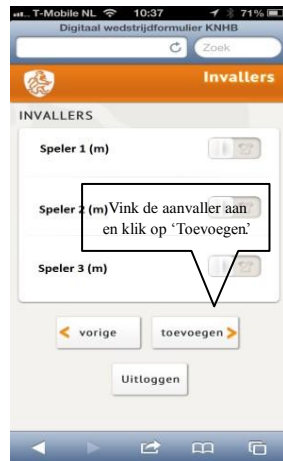 T-Mobile NL 10:37 71%
Digitaal wedstrijdformulier KNHB
Zoek
Invallers
INVALLERS
Speler 1 (m)
Speler 2 (m)
Vink de aanvaller aan
en klik op ‘Toevoegen.’
Speler 3 (m)
vorige
toevoegen
Uitloggen